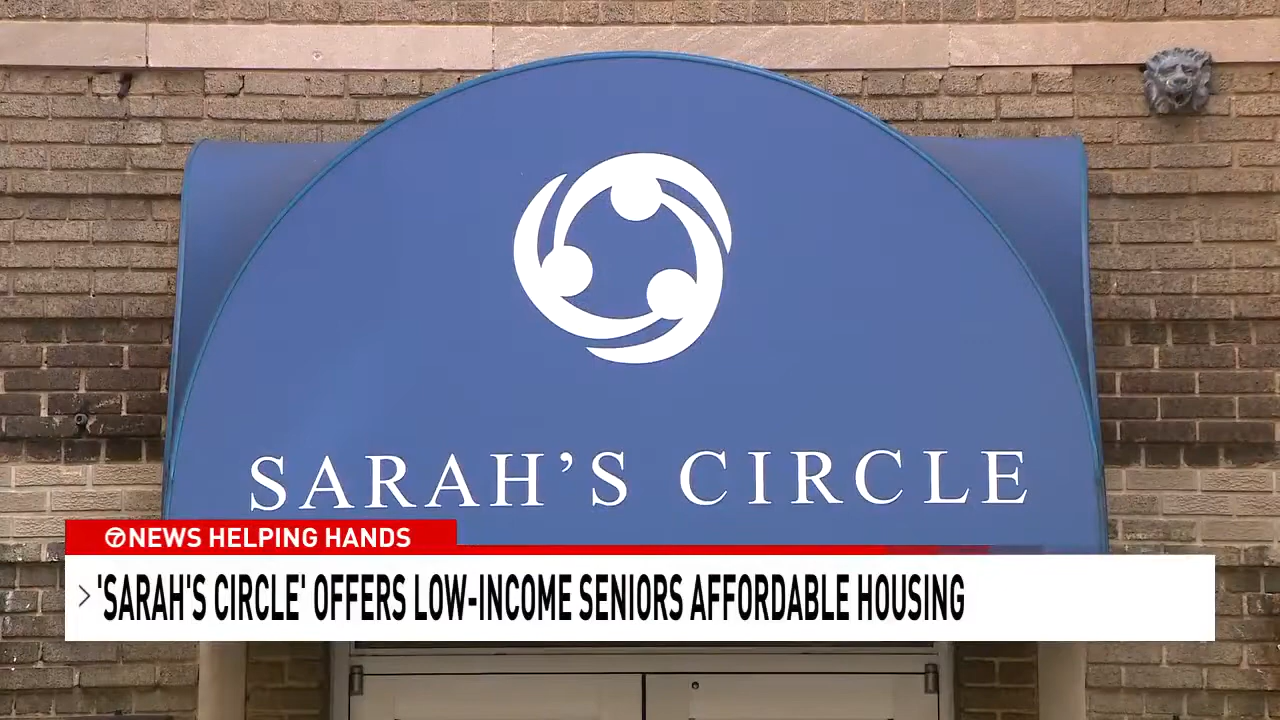 SARAH'S CIRCLE
7NEWS HELPING HANDS
'SARAH'S CIRCLE' OFFERS LOW-INCOME SENIORS AFFORDABLE HOUSING